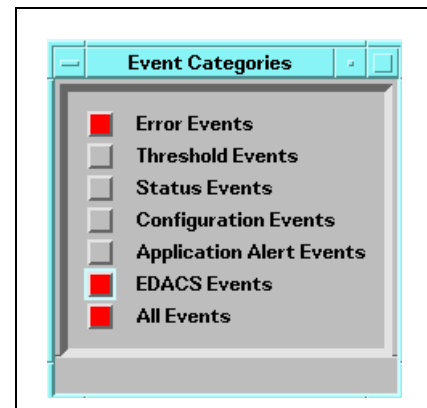 Event Categories
Error Events
Threshold Events
Status Events
Configuration Events
Application Alert Events
EDACS Events
All Events